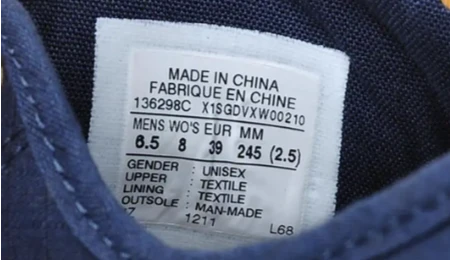 MADE IN CHINA
FABRIQUE EN CHINE
136298C X1SGDVXW00210
MENS WO'S EUR MM
6.5 8 39 245 (2.5)
GENDER : UNISEX
UPPER : TEXTILE
LINING : TEXTILE
OUTSOLE : MAN-MADE
7 1211 L68